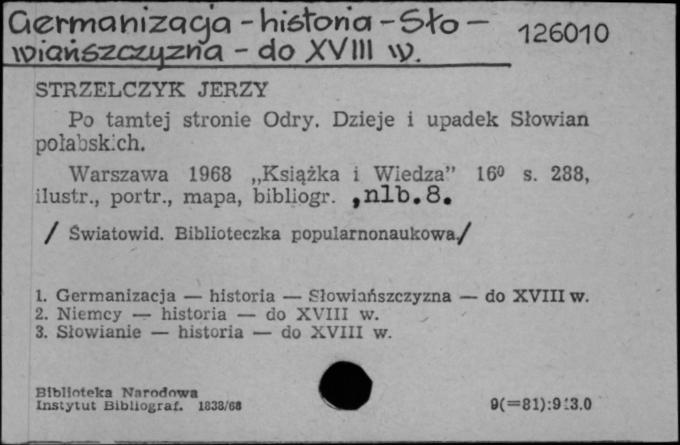 Germanizacja - historia - Sło -
wiańszczyzna - do XVIII w.
126010
STRZELCZYK JERZY
Po tamtej stronie Odry. Dzieje i upadek Słowian
połabskich.
Warszawa 1968 „Książka i Wiedza” 16⁰ s. 288,
ilustr., portr., mapa, bibliogr. ,nlb.8.
/ Światowid. Biblioteczka popularnonaukowa./
1. Germanizacja — historia — Słowiańszczyzna — do XVIII w.
2. Niemcy — historia — do XVIII w.
3. Słowianie — historia — do XVIII w.
Biblioteka Narodowa
Instytut Bibliograf. 1838/68
9(=81):913.0